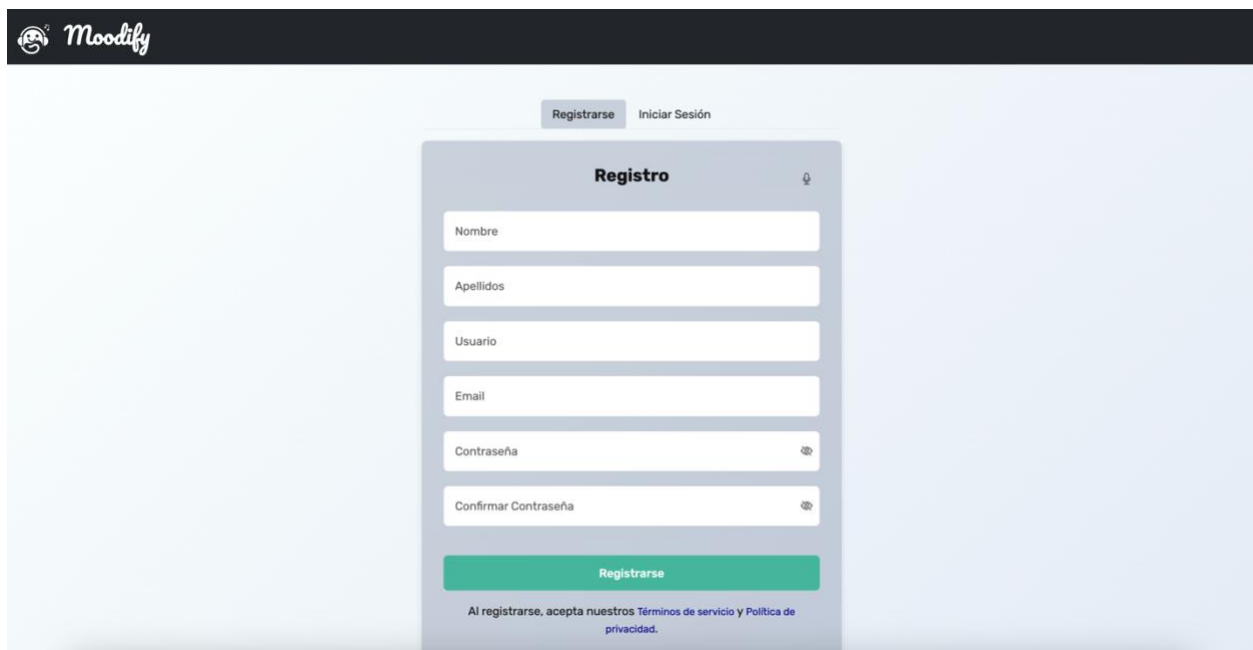 Moodify
Registrarse Iniciar Sesión
Registro
Nombre
Apellidos
Usuario
Email
Contraseña
Confirmar Contraseña
Registrarse
Al registrarse, acepta nuestros Términos de servicio y Política de
privacidad.